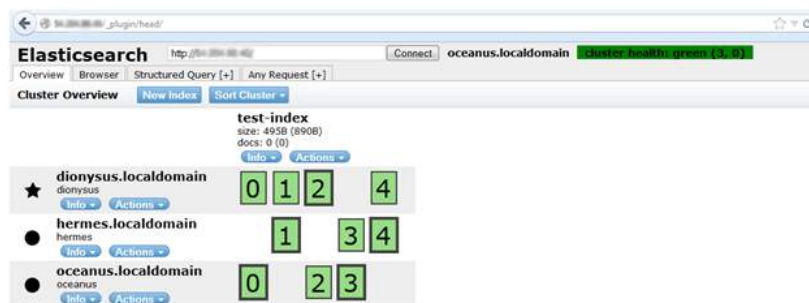 _plugin/head/
Elasticsearch http:// Connect oceanus.localdomain cluster health: green (3, 0)
Overview Browser Structured Query [+] Any Request [+]
Cluster Overview New Index Sort Cluster
test-index
size: 495B (890B)
docs: 0 (0)
Info Actions
dionysus.localdomain
dionysus
Info Actions
0 1 2 4
hermes.localdomain
hermes
Info Actions
1 3 4
oceanus.localdomain
oceanus
Info Actions
0 2 3